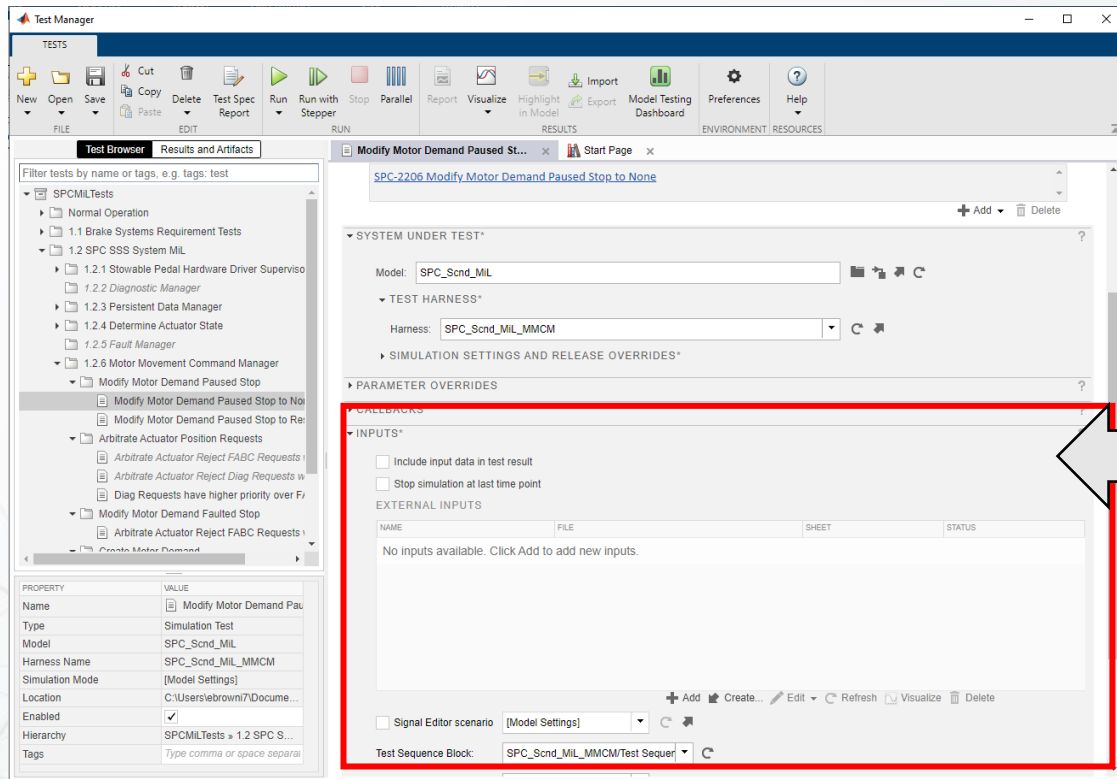 Test Manager
TESTS
New
Open
Save
Cut
Copy
Paste
Delete
Test Spec Report
Run
Run with Stepper
Stop
Parallel
Report
Visualize
Highlight in Model
Import
Export
Model Testing Dashboard
Preferences
Help
FILE
EDIT
RUN
RESULTS
ENVIRONMENT
RESOURCES
Test Browser
Results and Artifacts
Filter tests by name or tags, e.g. tags: test
SPCMiLTests
Normal Operation
1.1 Brake Systems Requirement Tests
1.2 SPC SSS System MiL
1.2.1 Stowable Pedal Hardware Driver Superviso
1.2.2 Diagnostic Manager
1.2.3 Persistent Data Manager
1.2.4 Determine Actuator State
1.2.5 Fault Manager
1.2.6 Motor Movement Command Manager
Modify Motor Demand Paused Stop
Modify Motor Demand Paused Stop to No
Modify Motor Demand Paused Stop to Re
Arbitrate Actuator Position Requests
Arbitrate Actuator Reject FABC Requests
Arbitrate Actuator Reject Diag Requests w
Diag Requests have higher priority over F
Modify Motor Demand Faulted Stop
Arbitrate Actuator Reject FABC Requests
Create Motor Demand
PROPERTY VALUE
Name Modify Motor Demand Pau
Type Simulation Test
Model SPC_Scnd_MiL
Harness Name SPC_Scnd_MiL_MMCM
Simulation Mode [Model Settings]
Location C:\Users\ebrowni7\Docume...
Enabled
Hierarchy SPCMiLTests » 1.2 SPC S...
Tags Type comma or space separat
Modify Motor Demand Paused St... x
Start Page x
SPC-2206 Modify Motor Demand Paused Stop to None
Add Delete
SYSTEM UNDER TEST* ?
Model: SPC_Scnd_MiL
TEST HARNESS*
Harness: SPC_Scnd_MiL_MMCM
SIMULATION SETTINGS AND RELEASE OVERRIDES*
PARAMETER OVERRIDES ?
CALLBACKS
INPUTS*
Include input data in test result
Stop simulation at last time point
EXTERNAL INPUTS
NAME FILE SHEET STATUS
No inputs available. Click Add to add new inputs.
Add Create... Edit Refresh Visualize Delete
Signal Editor scenario [Model Settings]
Test Sequence Block: SPC_Scnd_MiL_MMCM/Test Sequer